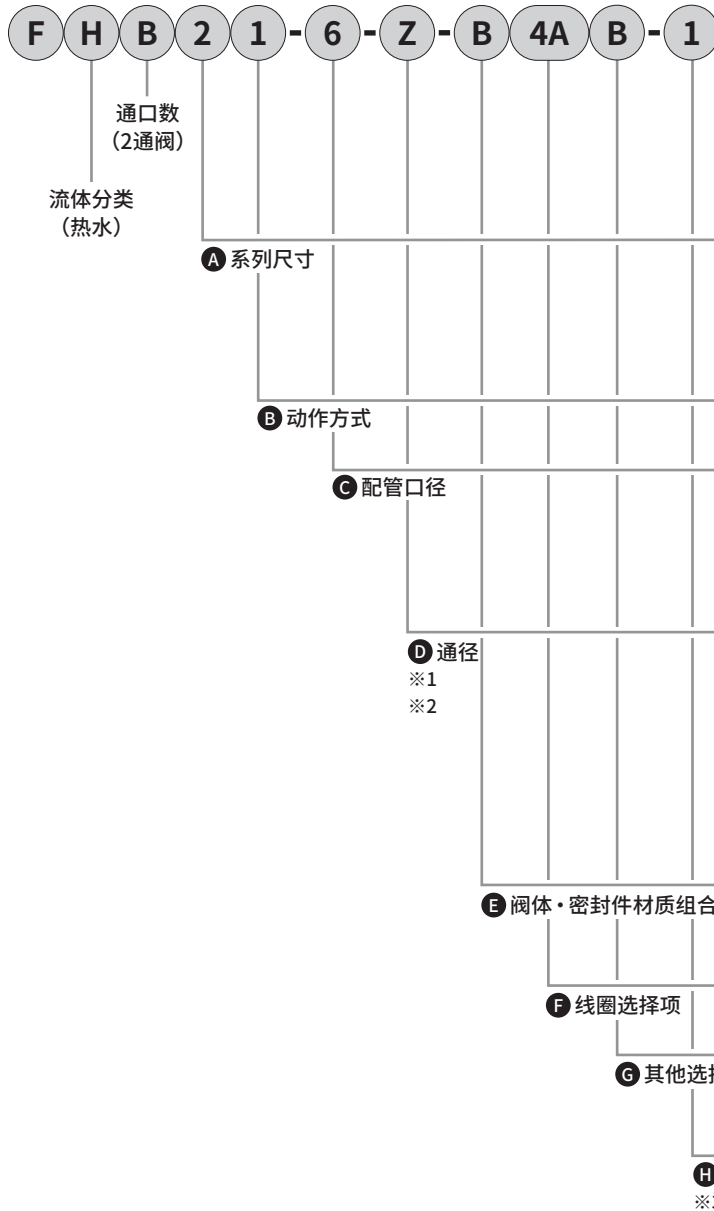 F H B 2 1 - 6 - Z - B 4A B - 1
通口数
（2通阀）
流体分类
（热水）
A 系列尺寸
B 动作方式
C 配管口径
D 通径
※1
※2
E 阀体・密封件材质组合
F 线圈选择项
G 其他选
H